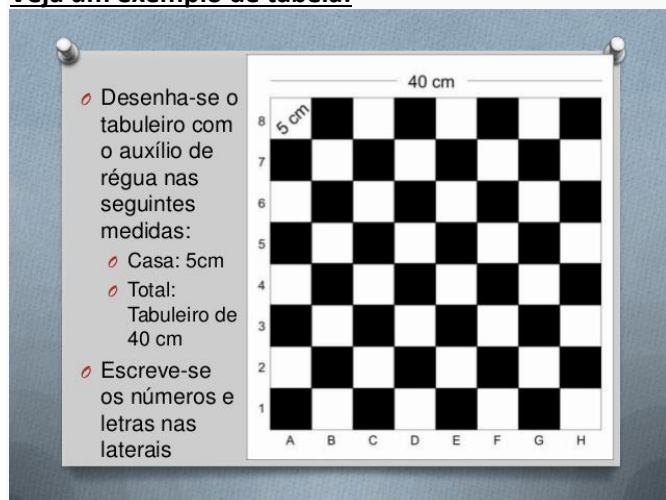 Veja um exemplo de tabela:
Desenha-se o
tabuleiro com
o auxílio de
régua nas
seguintes
medidas:
Casa: 5cm
Total:
Tabuleiro de
40 cm
Escreve-se
os números e
letras nas
laterais
40 cm
5 cm
8
7
6
5
4
3
2
1
A B C D E F G H